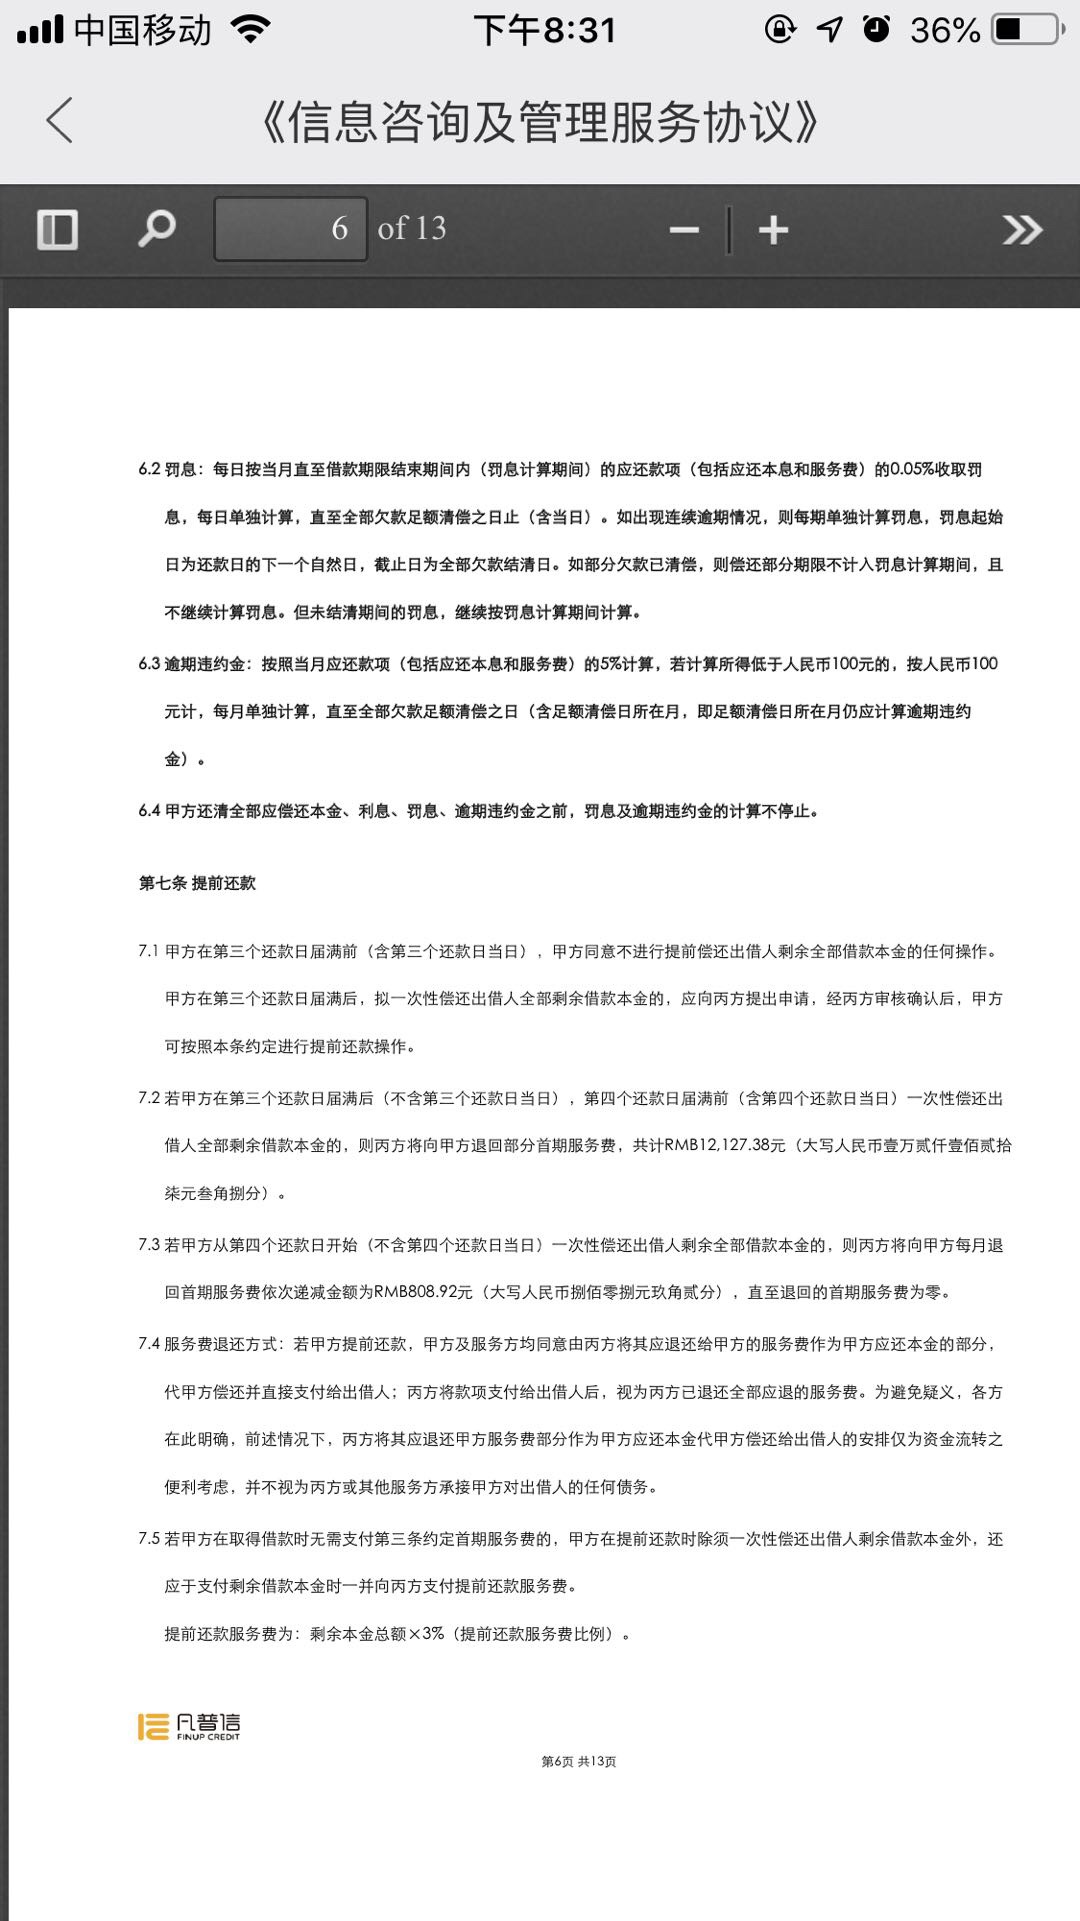 中国移动
下午8:31
36%
《信息咨询及管理服务协议》
6 of 13
6.2 罚息：每日按当月直至借款期限结束期间内（罚息计算期间）的应还款项（包括应还本息和服务费）的0.05%收取罚
息，每日单独计算，直至全部欠款足额清偿之日止（含当日）。如出现连续逾期情况，则每期单独计算罚息，罚息起始
日为还款日的下一个自然日，截止日为全部欠款结清日。如部分欠款已清偿，则偿还部分期限不计入罚息计算期间，且
不继续计算罚息。但未结清期间的罚息，继续按罚息计算期间计算。
6.3 逾期违约金：按照当月应还款项（包括应还本息和服务费）的5%计算，若计算所得低于人民币100元的，按人民币100
元计，每月单独计算，直至全部欠款足额清偿之日（含足额清偿日所在月，即足额清偿日所在月仍应计算逾期违约
金）。
6.4 甲方还清全部应偿还本金、利息、罚息、逾期违约金之前，罚息及逾期违约金的计算不停止。
第七条 提前还款
7.1 甲方在第三个还款日届满前（含第三个还款日当日），甲方同意不进行提前偿还出借人剩余全部借款本金的任何操作。
甲方在第三个还款日届满后，拟一次性偿还出借人全部剩余借款本金的，应向丙方提出申请，经丙方审核确认后，甲方
可按照本条约定进行提前还款操作。
7.2 若甲方在第三个还款日届满后（不含第三个还款日当日），第四个还款日届满前（含第四个还款日当日）一次性偿还出
借人全部剩余借款本金的，则丙方将向甲方退回部分首期服务费，共计RMB12,127.38元（大写人民币壹万贰仟壹佰贰拾
柒元叁角捌分）。
7.3 若甲方从第四个还款日开始（不含第四个还款日当日）一次性偿还出借人剩余全部借款本金的，则丙方将向甲方每月退
回首期服务费依次递减金额为RMB808.92元（大写人民币捌佰零捌元玖角贰分），直至退回的首期服务费为零。
7.4 服务费退还方式：若甲方提前还款，甲方及服务方均同意由丙方将其应退还给甲方的服务费作为甲方应还本金的部分，
代甲方偿还并直接支付给出借人；丙方将款项支付给出借人后，视为丙方已退还全部应退的服务费。为避免疑义，各方
在此明确，前述情况下，丙方将其应退还甲方服务费部分作为甲方应还本金代甲方偿还给出借人的安排仅为资金流转之
便利考虑，并不视为丙方或其他服务方承接甲方对出借人的任何债务。
7.5 若甲方在取得借款时无需支付第三条约定首期服务费的，甲方在提前还款时除须一次性偿还出借人剩余借款本金外，还
应于支付剩余借款本金时一并向丙方支付提前还款服务费。
提前还款服务费为：剩余本金总额×3%（提前还款服务费比例）。
凡普信
FINUP CREDIT
第6页 共13页